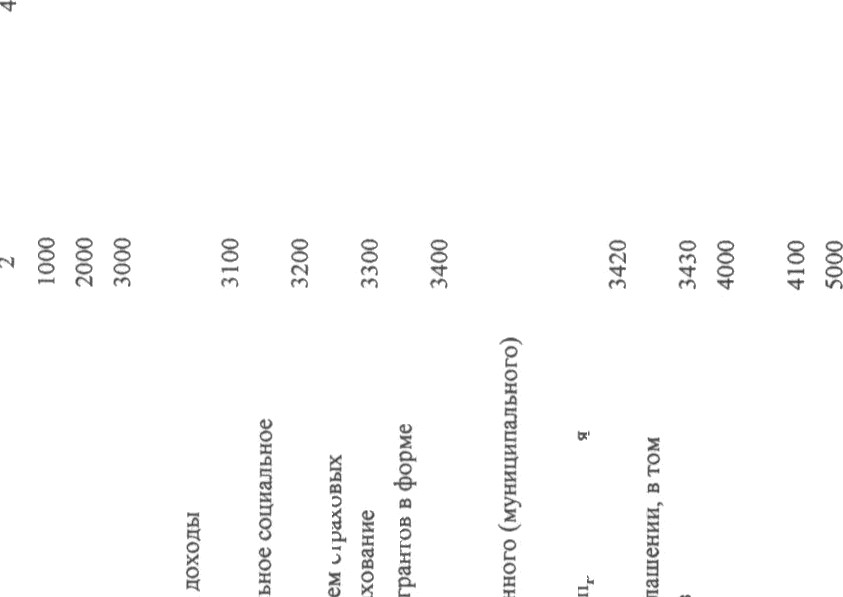 2 4
1000
2000
3000
доходы
3100
ьное социальное
3200
ем страховых
хование
3300
грантов в форме
3400
нного (муниципального)
я
3420
лашении, в том
3430
4000
4100
5000